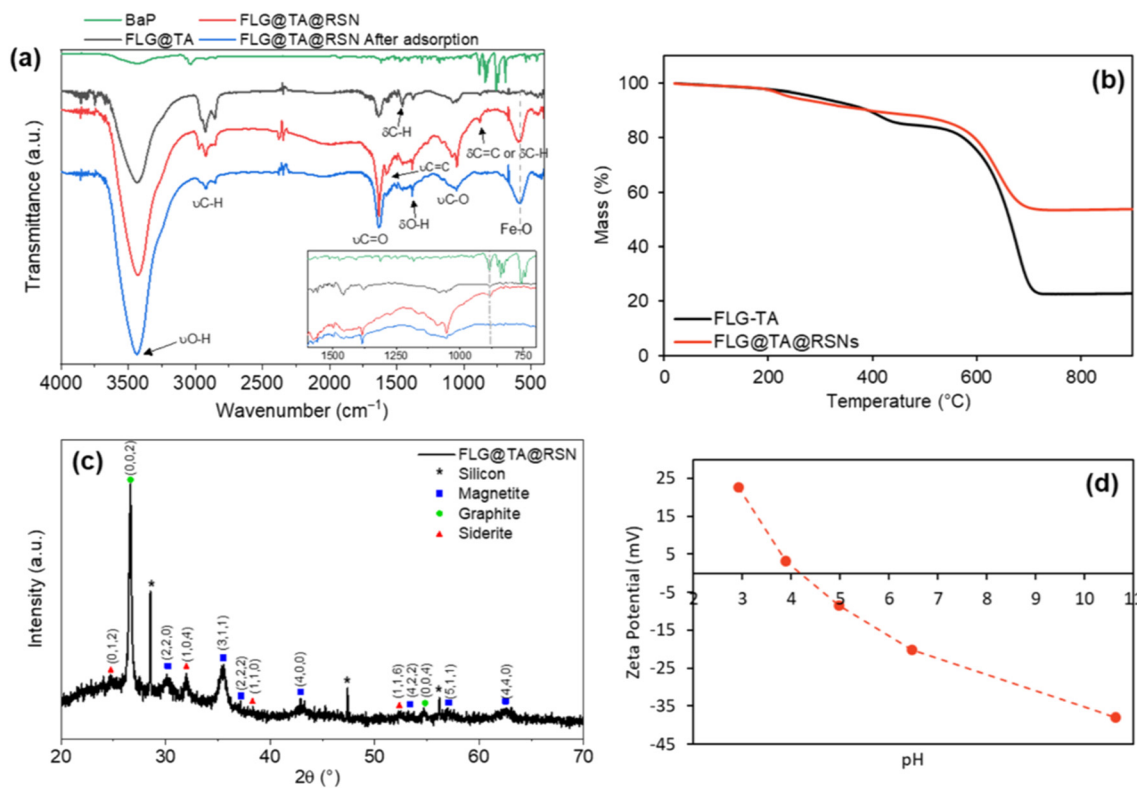 BaP
FLG@TA@RSN
FLG@TA
FLG@TA@RSN After adsorption
(a)
Transmittance (a.u.)
δC-H
δC=C or δC-H
υC=C
υC-H
υC-O
δO-H
Fe-O
υC=O
υO-H
1500 1250 1000 750
4000 3500 3000 2500 2000 1500 1000 500
Wavenumber (cm⁻¹)
(b)
Mass (%)
100
80
60
40
20
0
FLG-TA
FLG@TA@RSNs
0 200 400 600 800
Temperature (°C)
(c)
Intensity (a.u.)
FLG@TA@RSN
* Silicon
Magnetite
Graphite
Siderite
(0,1,2)
(0,0,2)
*
(2,2,0)
(1,0,4)
(3,1,1)
(2,2,2)
(1,1,0)
(4,0,0)
*
(1,1,6)
(4,2,2)
(0,0,4)
*
(5,1,1)
(4,4,0)
20 30 40 50 60 70
2θ (°)
(d)
Zeta Potential (mV)
25
15
5
-5
-15
-25
-35
-45
2 3 4 5 6 7 8 9 10 11
pH